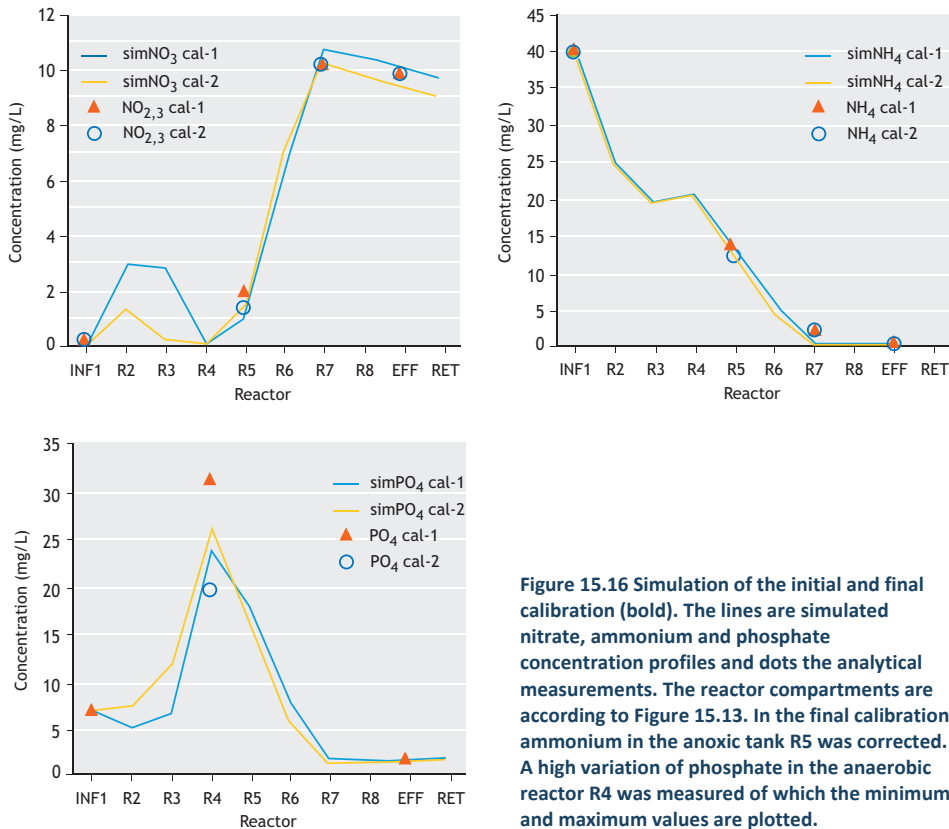 12
10
8
6
4
2
0
Concentration (mg/L)
simNO3 cal-1
simNO3 cal-2
NO2,3 cal-1
NO2,3 cal-2
INF1 R2 R3 R4 R5 R6 R7 R8 EFF RET
Reactor
45
40
35
30
25
20
15
10
5
0
Concentration (mg/L)
simNH4 cal-1
simNH4 cal-2
NH4 cal-1
NH4 cal-2
INF1 R2 R3 R4 R5 R6 R7 R8 EFF RET
Reactor
35
30
25
20
15
10
5
0
Concentration (mg/L)
simPO4 cal-1
simPO4 cal-2
PO4 cal-1
PO4 cal-2
INF1 R2 R3 R4 R5 R6 R7 R8 EFF RET
Reactor
Figure 15.16 Simulation of the initial and final
calibration (bold). The lines are simulated
nitrate, ammonium and phosphate
concentration profiles and dots the analytical
measurements. The reactor compartments are
according to Figure 15.13. In the final calibration
ammonium in the anoxic tank R5 was corrected.
A high variation of phosphate in the anaerobic
reactor R4 was measured of which the minimum
and maximum values are plotted.